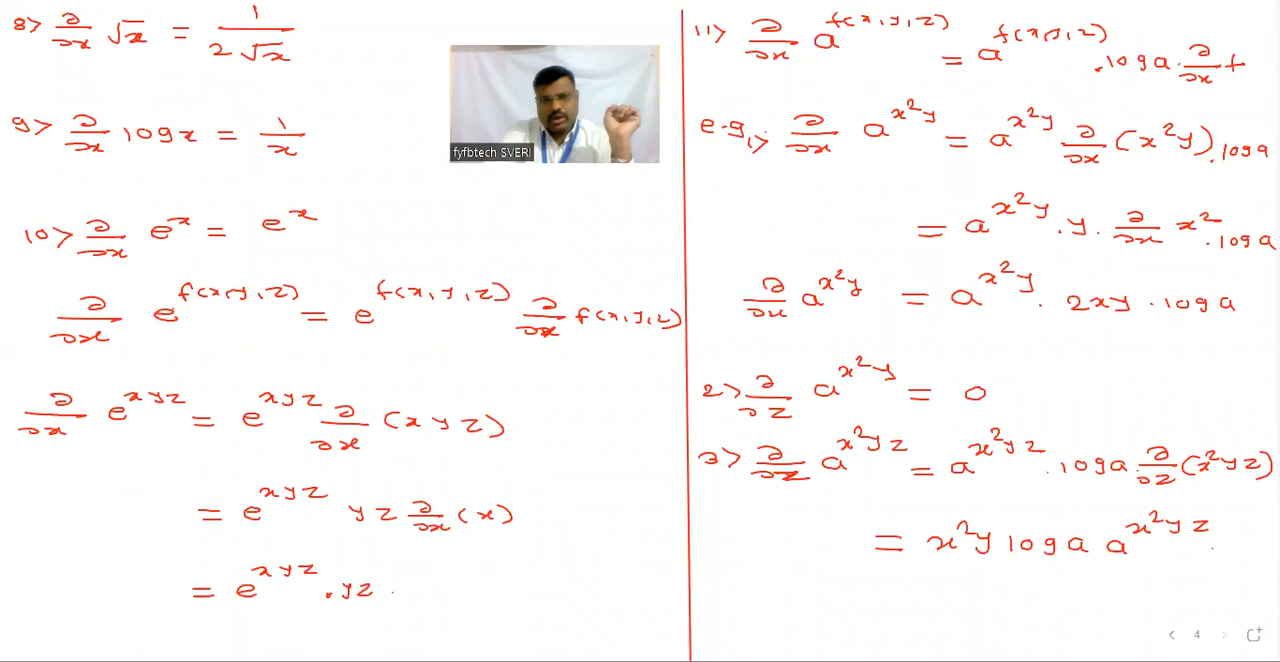 8> ∂/∂x √x = 1/(2√x)
9> ∂/∂x log x = 1/x
10> ∂/∂x e^x = e^x
∂/∂x e^f(x,y,z) = e^f(x,y,z) ∂/∂x f(x,y,z)
∂/∂x e^xyz = e^xyz ∂/∂x (xyz)
= e^xyz yz ∂/∂x (x)
= e^xyz . yz .
fyfbtech SVERI
11> ∂/∂x a^f(x,y,z) = a^f(x,y,z) . log a . ∂/∂x f
e.g. 1> ∂/∂x a^x²y = a^x²y ∂/∂x (x²y) . log a
= a^x²y . y . ∂/∂x x² . log a
∂/∂x a^x²y = a^x²y . 2xy . log a
2> ∂/∂z a^x²y = 0
3> ∂/∂z a^x²yz = a^x²yz . log a . ∂/∂z (x²yz)
= x²y log a a^x²yz .
4